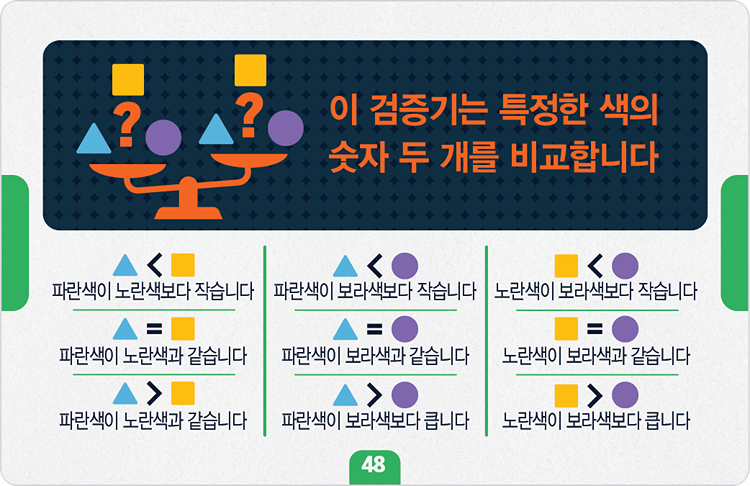 ? ?
이 검증기는 특정한 색의
숫자 두 개를 비교합니다
<
파란색이 노란색보다 작습니다
=
파란색이 노란색과 같습니다
>
파란색이 노란색과 같습니다
<
파란색이 보라색보다 작습니다
=
파란색이 보라색과 같습니다
>
파란색이 보라색보다 큽니다
<
노란색이 보라색보다 작습니다
=
노란색이 보라색과 같습니다
>
노란색이 보라색보다 큽니다
48